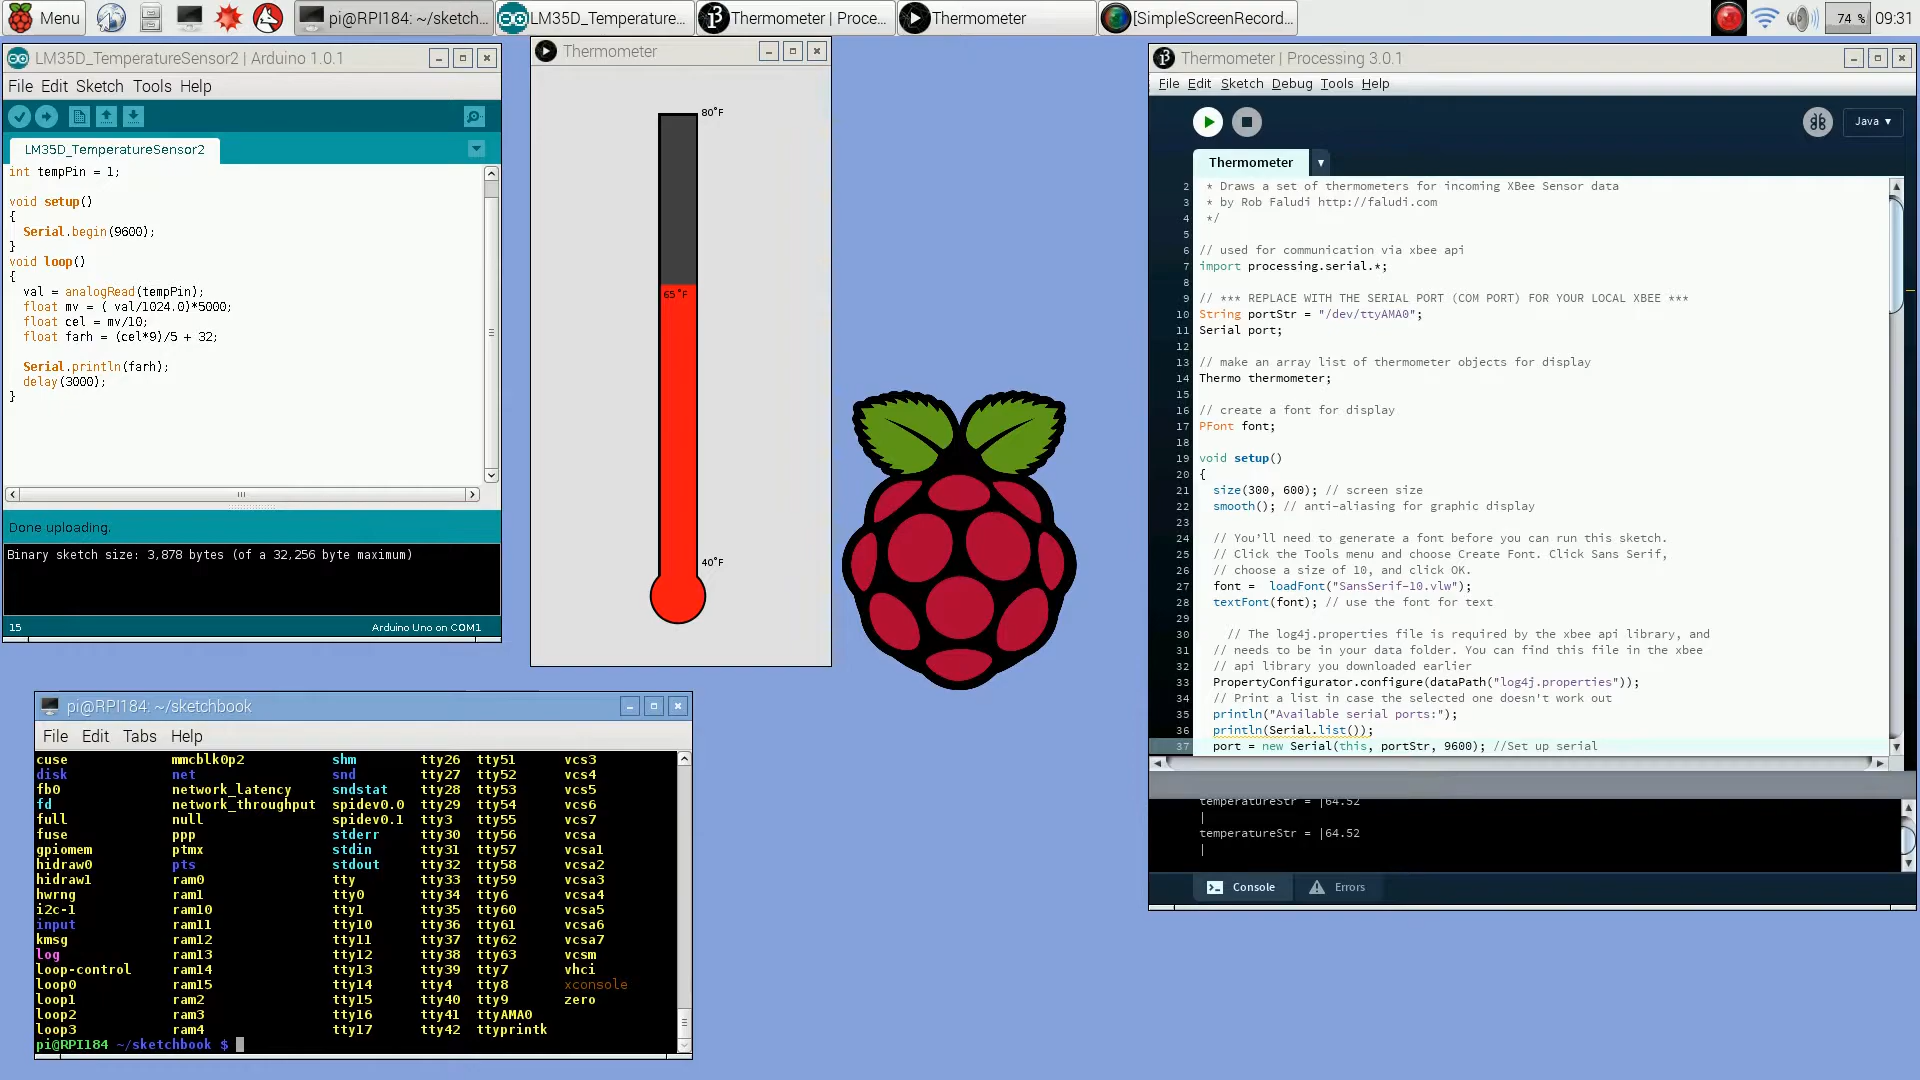 Menu
pi@RPI184: ~/sketch...
LM35D_Temperature...
Thermometer | Proce...
Thermometer
[SimpleScreenRecord...
74 %
09:31
LM35D_TemperatureSensor2 | Arduino 1.0.1
File Edit Sketch Tools Help
LM35D_TemperatureSensor2
int tempPin = 1;
void setup()
{
Serial.begin(9600);
}
void loop()
{
val = analogRead(tempPin);
float mv = ( val/1024.0)*5000;
float cel = mv/10;
float farh = (cel*9)/5 + 32;
Serial.println(farh);
delay(3000);
}
Done uploading.
Binary sketch size: 3,878 bytes (of a 32,256 byte maximum)
15
Arduino Uno on COM1
Thermometer
80°F
65°F
40°F
pi@RPI184: ~/sketchbook
File Edit Tabs Help
cuse mmcblk0p2 shm tty26 tty51 vcs3
disk net snd tty27 tty52 vcs4
fb0 network_latency sndstat tty28 tty53 vcs5
fd network_throughput spidev0.0 tty29 tty54 vcs6
full null spidev0.1 tty3 tty55 vcs7
fuse ppp stderr tty30 tty56 vcsa
gpiomem ptmx stdin tty31 tty57 vcsa1
hidraw0 pts stdout tty32 tty58 vcsa2
hidraw1 ram0 tty tty33 tty59 vcsa3
hwrng ram1 tty0 tty34 tty6 vcsa4
i2c-1 ram10 tty1 tty35 tty60 vcsa5
input ram11 tty10 tty36 tty61 vcsa6
kmsg ram12 tty11 tty37 tty62 vcsa7
log ram13 tty12 tty38 tty63 vcsm
loop-control ram14 tty13 tty39 tty7 vhci
loop0 ram15 tty14 tty4 tty8 xconsole
loop1 ram2 tty15 tty40 tty9 zero
loop2 ram3 tty16 tty41 ttyAMA0
loop3 ram4 tty17 tty42 ttyprintk
pi@RPI184 ~/sketchbook $
Thermometer | Processing 3.0.1
File Edit Sketch Debug Tools Help
Java ▾
Thermometer ▾
2 * Draws a set of thermometers for incoming XBee Sensor data
3 * by Rob Faludi http://faludi.com
4 */
5
6 // used for communication via xbee api
7 import processing.serial.*;
8
9 // *** REPLACE WITH THE SERIAL PORT (COM PORT) FOR YOUR LOCAL XBEE ***
10 String portStr = "/dev/ttyAMA0";
11 Serial port;
12
13 // make an array list of thermometer objects for display
14 Thermo thermometer;
15
16 // create a font for display
17 PFont font;
18
19 void setup()
20 {
21 size(300, 600); // screen size
22 smooth(); // anti-aliasing for graphic display
23
24 // You'll need to generate a font before you can run this sketch.
25 // Click the Tools menu and choose Create Font. Click Sans Serif,
26 // choose a size of 10, and click OK.
27 font = loadFont("SansSerif-10.vlw");
28 textFont(font); // use the font for text
29
30 // The log4j.properties file is required by the xbee api library, and
31 // needs to be in your data folder. You can find this file in the xbee
32 // api library you downloaded earlier
33 PropertyConfigurator.configure(dataPath("log4j.properties"));
34 // Print a list in case the selected one doesn't work out
35 println("Available serial ports:");
36 println(Serial.list());
37 port = new Serial(this, portStr, 9600); //Set up serial
temperatureStr = |64.52
|
temperatureStr = |64.52
|
Console
Errors